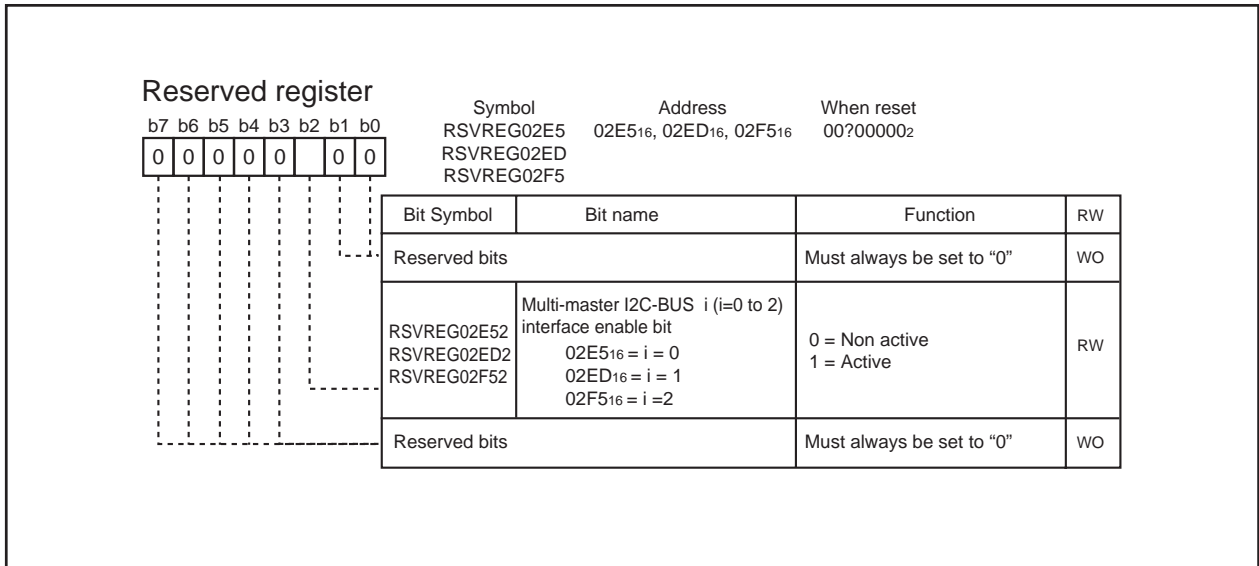 Reserved register
b7 b6 b5 b4 b3 b2 b1 b0
0 0 0 0 0 0 0
Symbol Address When reset
RSVREG02E5 02E516, 02ED16, 02F516 00?000002
RSVREG02ED
RSVREG02F5
Bit Symbol Bit name Function RW
Reserved bits Must always be set to “0” WO
RSVREG02E52
RSVREG02ED2
RSVREG02F52
Multi-master I2C-BUS i (i=0 to 2)
interface enable bit
02E516 = i = 0
02ED16 = i = 1
02F516 = i =2
0 = Non active
1 = Active
RW
Reserved bits Must always be set to “0” WO